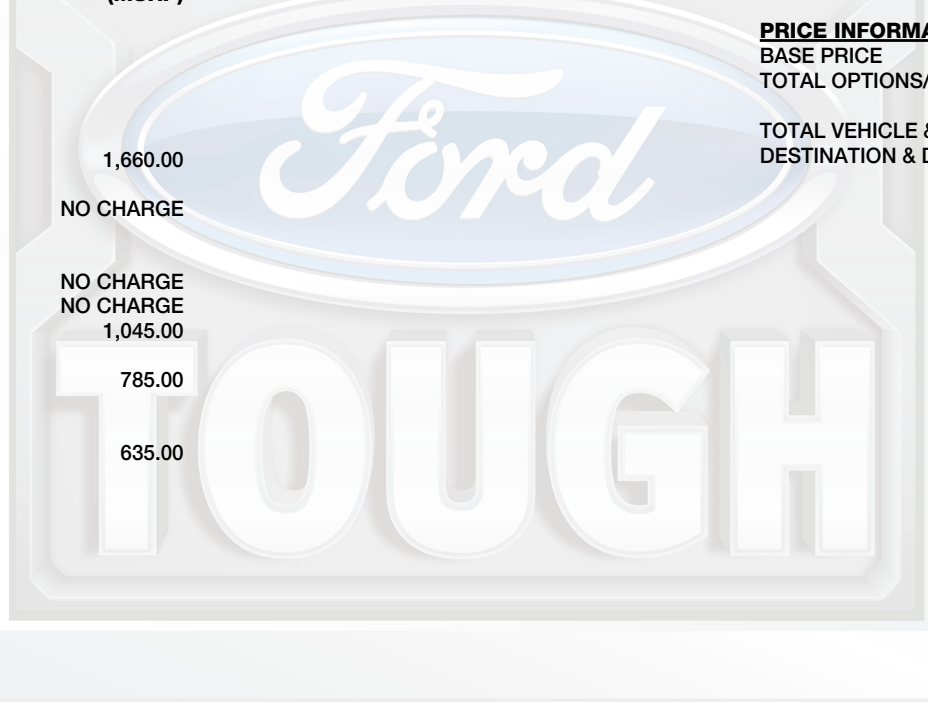 PRICE INFORMA
BASE PRICE
TOTAL OPTIONS/
TOTAL VEHICLE &
DESTINATION & D
1,660.00
NO CHARGE
NO CHARGE
NO CHARGE
1,045.00
785.00
635.00
Ford
TOUGH